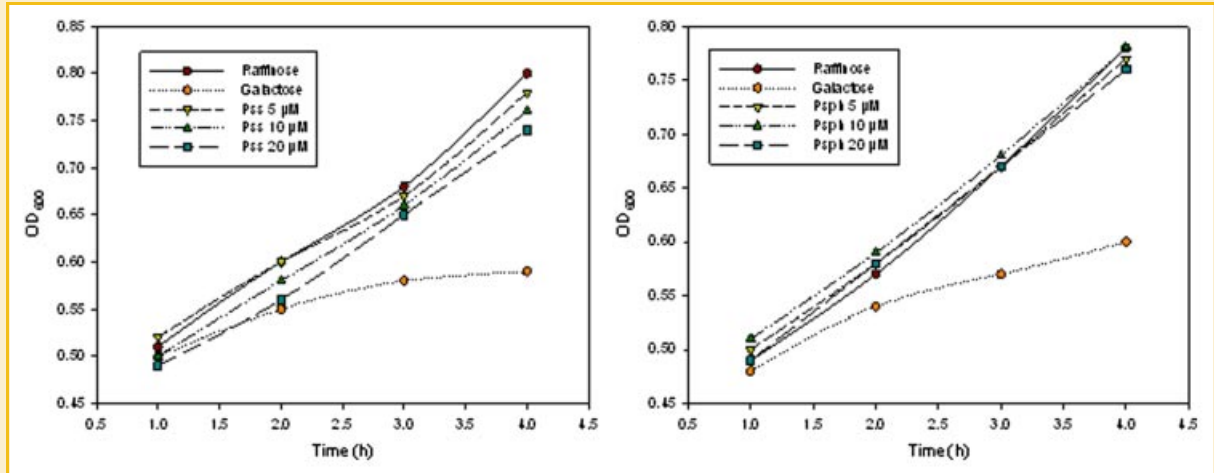 0.85
0.80
0.75
0.70
0.65
0.60
0.55
0.50
0.45
OD 600
0.5 1.0 1.5 2.0 2.5 3.0 3.5 4.0 4.5
Time (h)
Raffinose
Galactose
Pss 5 µM
Pss 10 µM
Pss 20 µM
0.80
0.75
0.70
0.65
0.60
0.55
0.50
0.45
OD 600
0.5 1.0 1.5 2.0 2.5 3.0 3.5 4.0 4.5
Time (h)
Raffinose
Galactose
Psph 5 µM
Psph 10 µM
Psph 20 µM